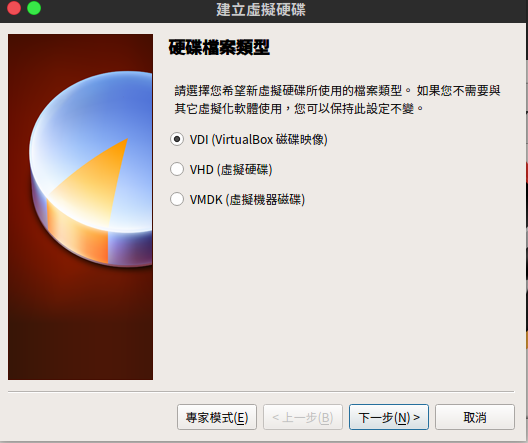 建立虛擬硬碟
硬碟檔案類型
請選擇您希望新虛擬硬碟所使用的檔案類型。 如果您不需要與
其它虛擬化軟體使用，您可以保持此設定不變。
VDI (VirtualBox 磁碟映像)
VHD (虛擬硬碟)
VMDK (虛擬機器磁碟)
專家模式(E) < 上一步(B) 下一步(N) > 取消